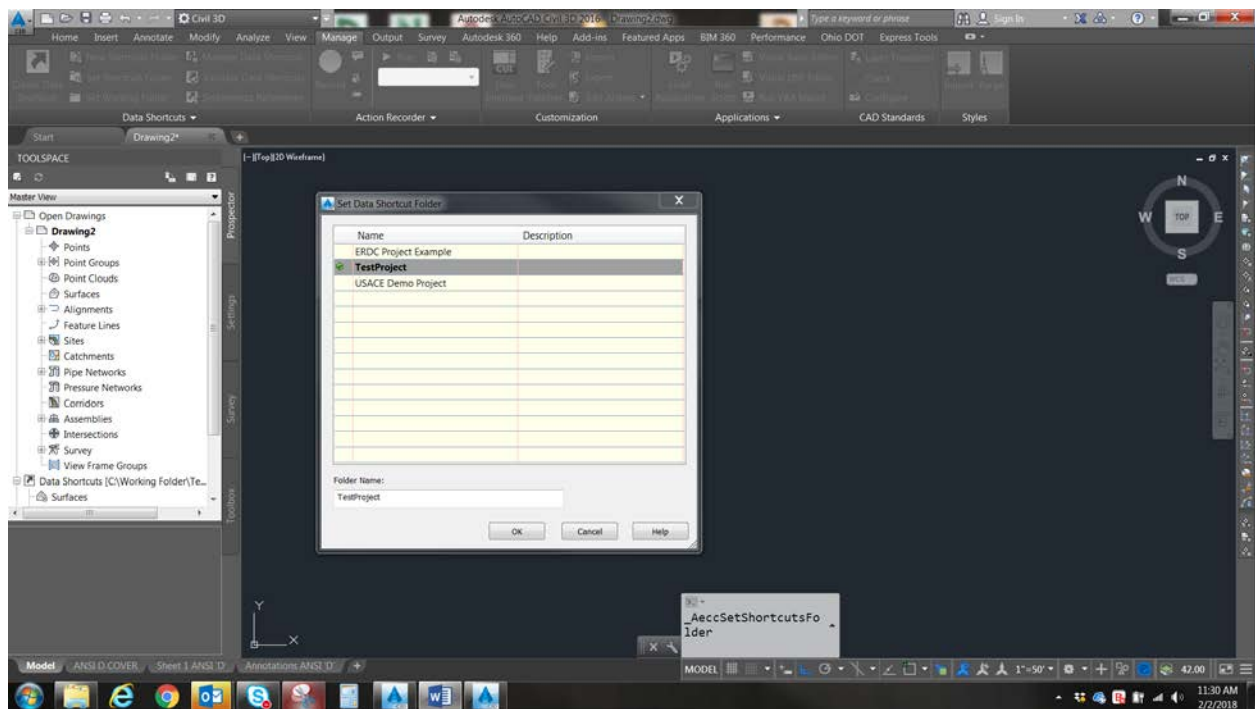 Civil 3D
Autodesk AutoCAD Civil 3D 2016 Drawing2.dwg
Type a keyword or phrase
Sign In
Home Insert Annotate Modify Analyze View Manage Output Survey Autodesk 360 Help Add-ins Featured Apps BIM 360 Performance Ohio DOT Express Tools
CUI
Data Shortcuts
Action Recorder
Customization
Applications
CAD Standards
Styles
Start
Drawing2*
TOOLSPACE
[-][Top][2D Wireframe]
Master View
Open Drawings
Drawing2
Points
Point Groups
Point Clouds
Surfaces
Alignments
Feature Lines
Sites
Catchments
Pipe Networks
Pressure Networks
Corridors
Assemblies
Intersections
Survey
View Frame Groups
Data Shortcuts [C:\Working Folder\Te...
Surfaces
Prospector
Settings
Survey
Toolbox
Set Data Shortcut Folder
Name Description
ERDC Project Example
TestProject
USACE Demo Project
Folder Name:
TestProject
OK Cancel Help
N
W TOP E
S
WCS
Y
X
_AeccSetShortcutsFo
lder
Model ANSI D COVER Sheet 1 ANSI 'D' Annotations ANSI 'D'
MODEL
1"=50'
42.00
11:30 AM
2/2/2018